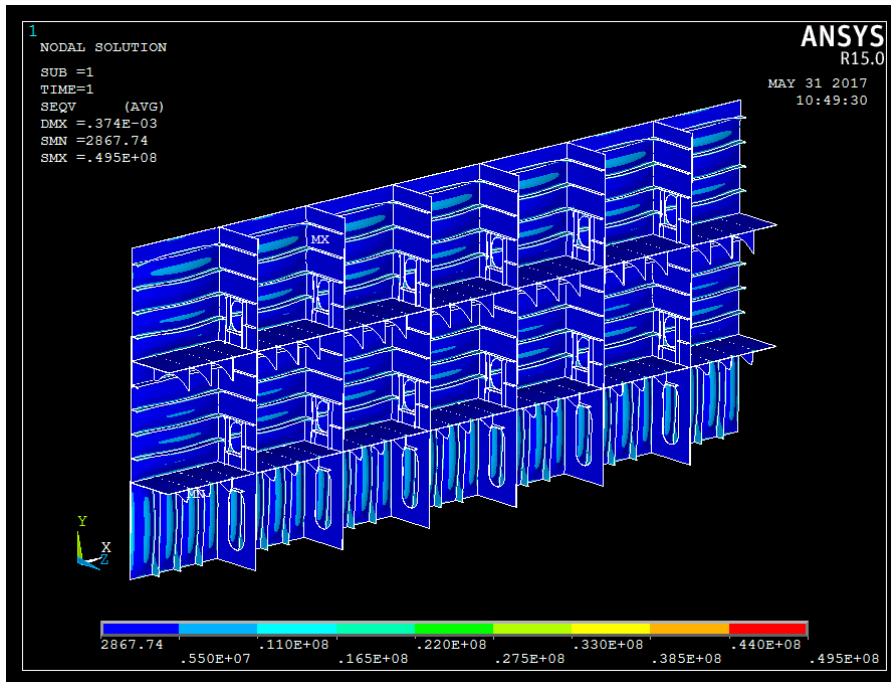 1
NODAL SOLUTION
SUB =1
TIME=1
SEQV (AVG)
DMX =.374E-03
SMN =2867.74
SMX =.495E+08
ANSYS
R15.0
MAY 31 2017
10:49:30
MX
MN
Y
X
Z
2867.74 .110E+08 .220E+08 .330E+08 .440E+08
.550E+07 .165E+08 .275E+08 .385E+08 .495E+08